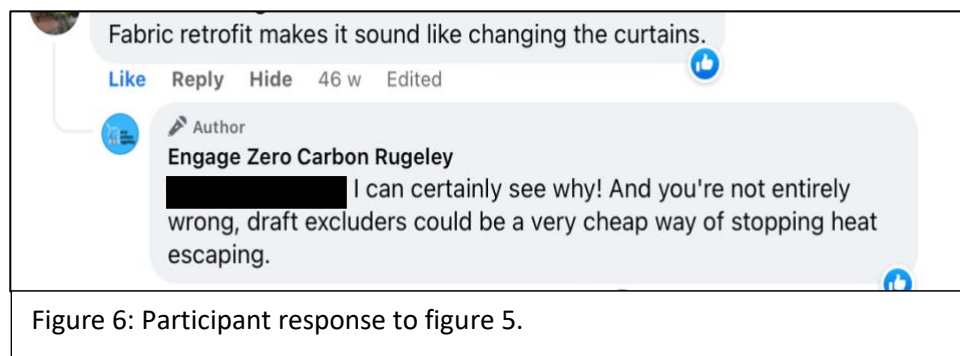 Fabric retrofit makes it sound like changing the curtains.
Like Reply Hide 46 w Edited
Author
Engage Zero Carbon Rugeley
I can certainly see why! And you're not entirely
wrong, draft excluders could be a very cheap way of stopping heat
escaping.
Figure 6: Participant response to figure 5.